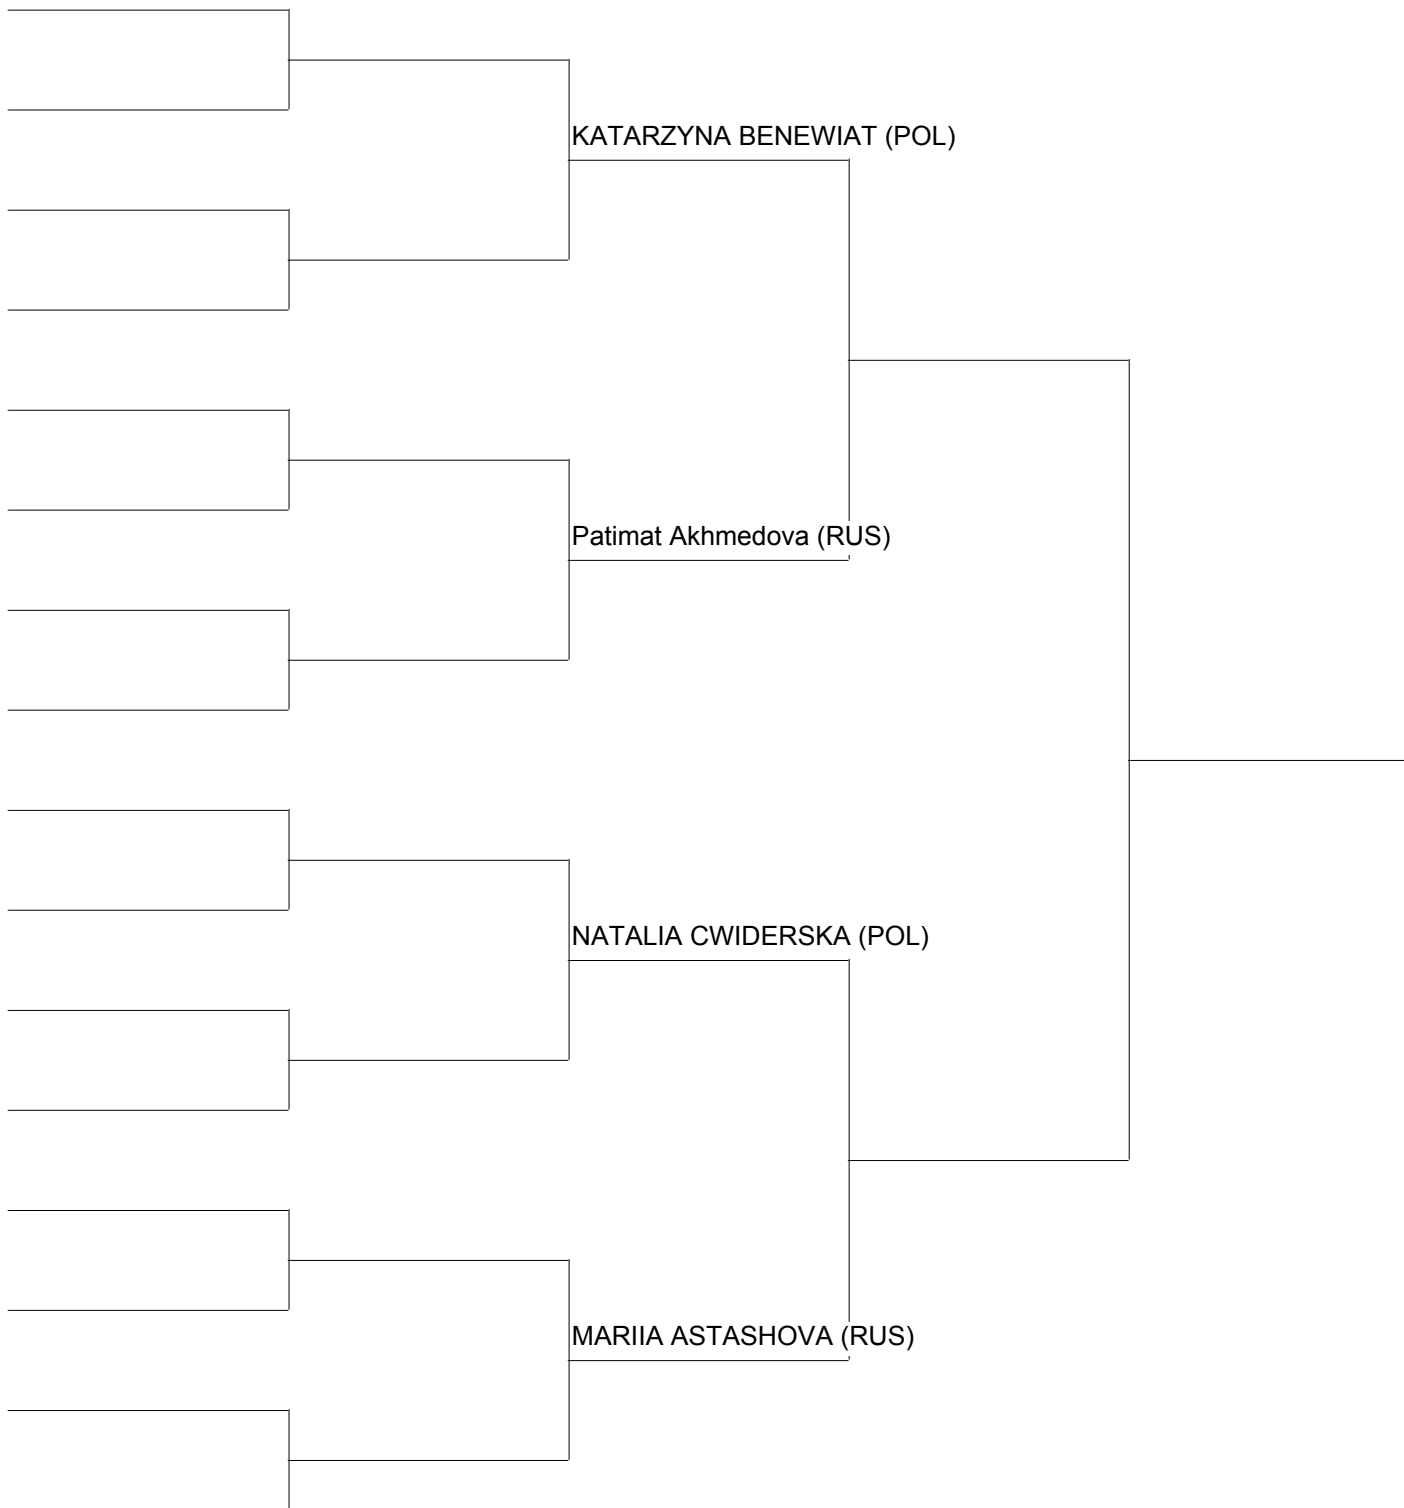 KATARZYNA BENEWIAT (POL)
Patimat Akhmedova (RUS)
NATALIA CWIDERSKA (POL)
MARIIA ASTASHOVA (RUS)